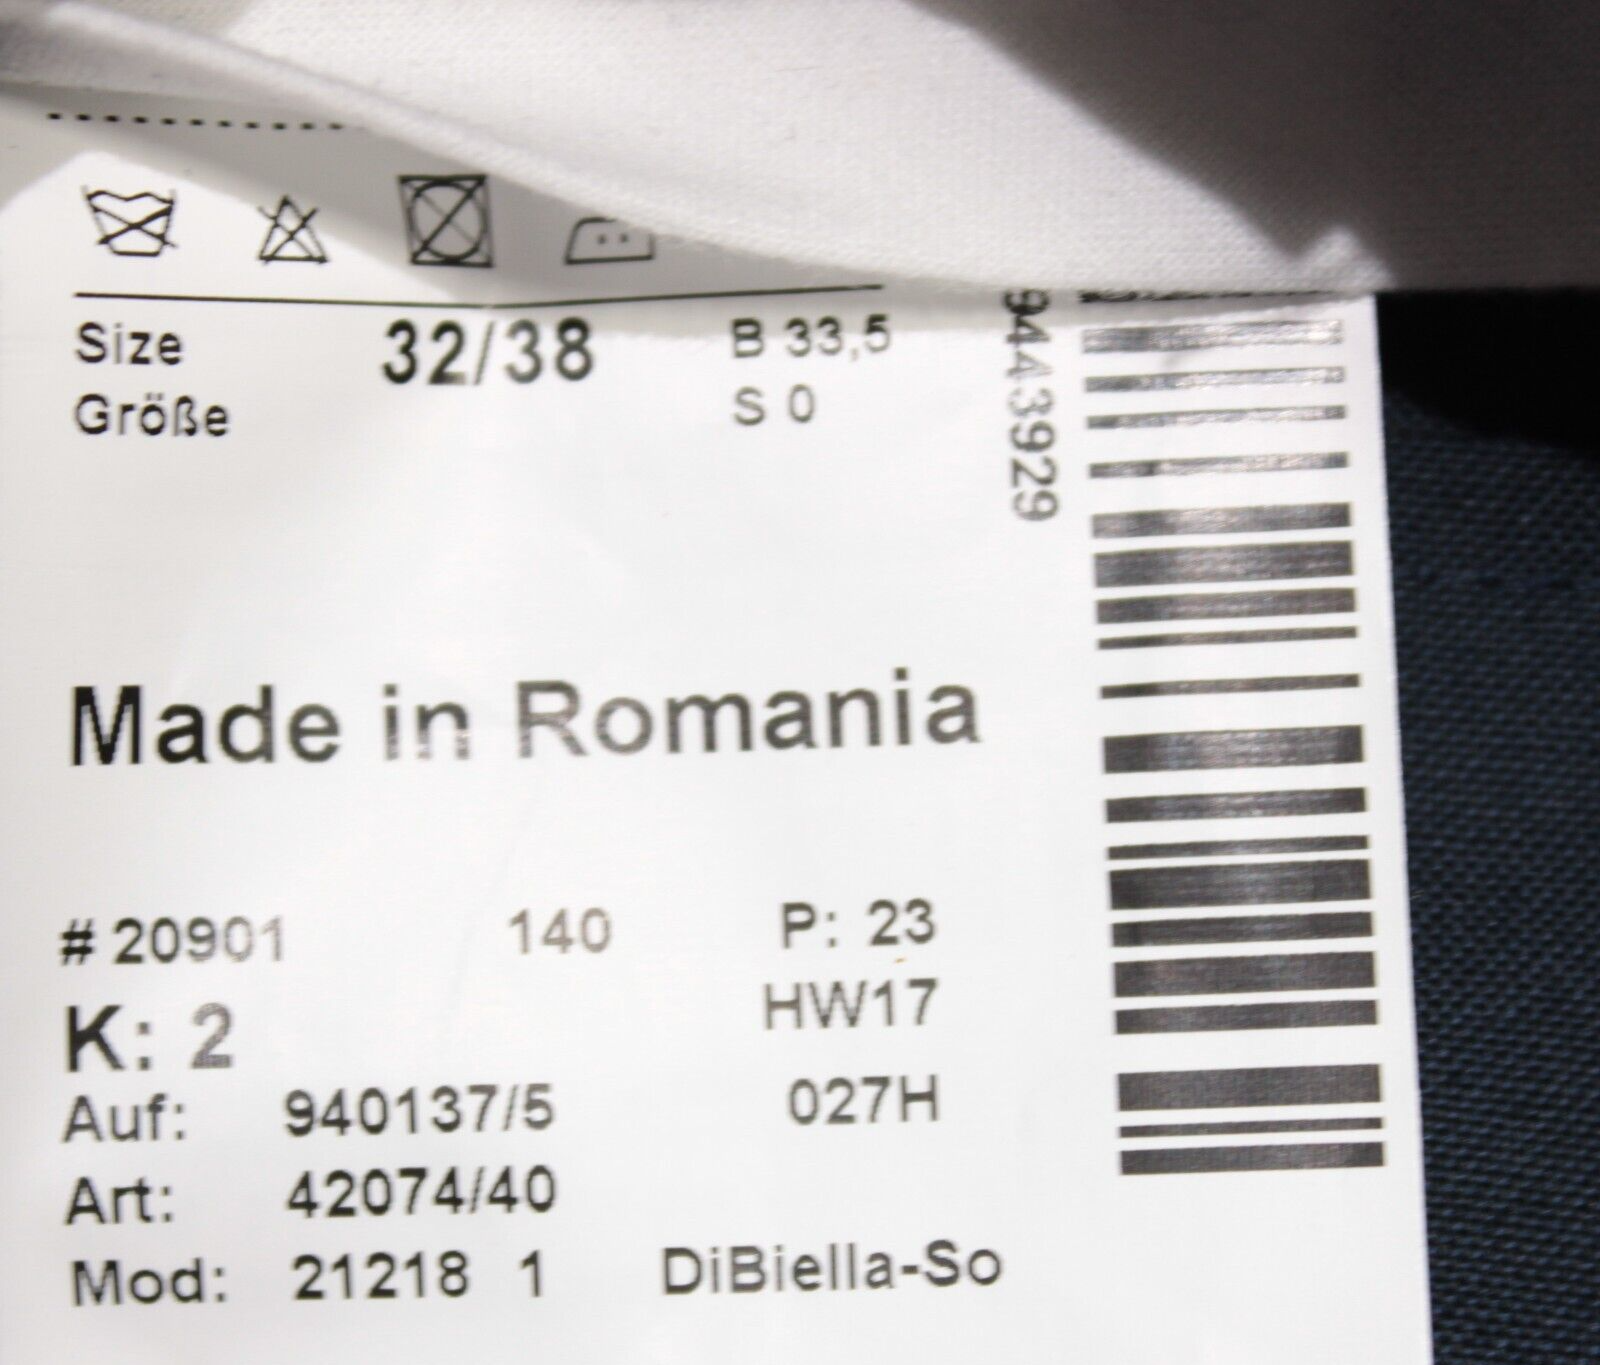 Size 32/38 B 33,5
Größe S 0
9443929
Made in Romania
# 20901 140 P: 23
K: 2 HW17
Auf: 940137/5 027H
Art: 42074/40
Mod: 21218 1 DiBiella-So